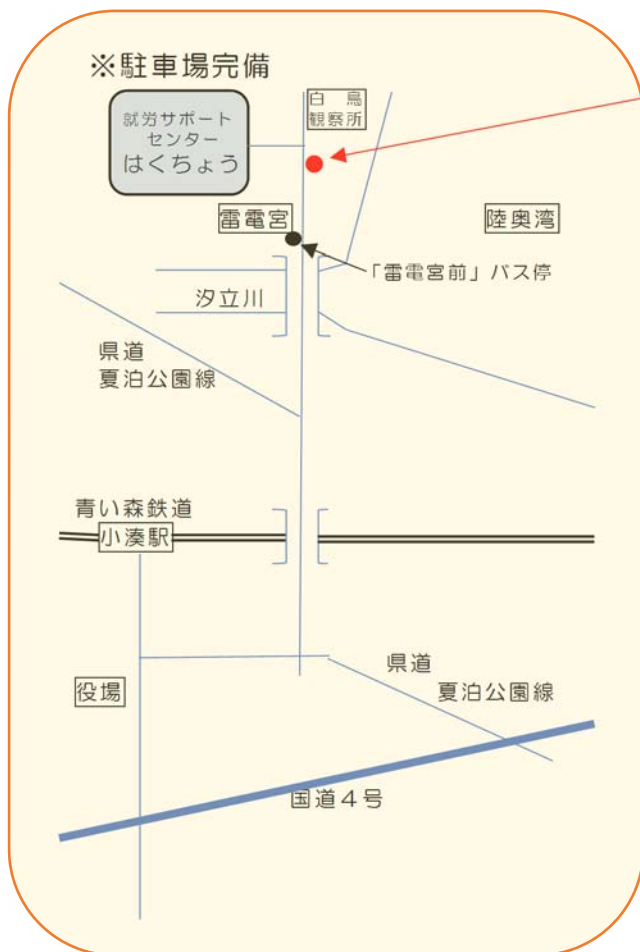 ※駐車場完備
白鳥
観察所
就労サポート
センター
はくちょう
雷電宮
陸奥湾
「雷電宮前」バス停
汐立川
県道
夏泊公園線
青い森鉄道
小湊駅
県道
夏泊公園線
役場
国道４号